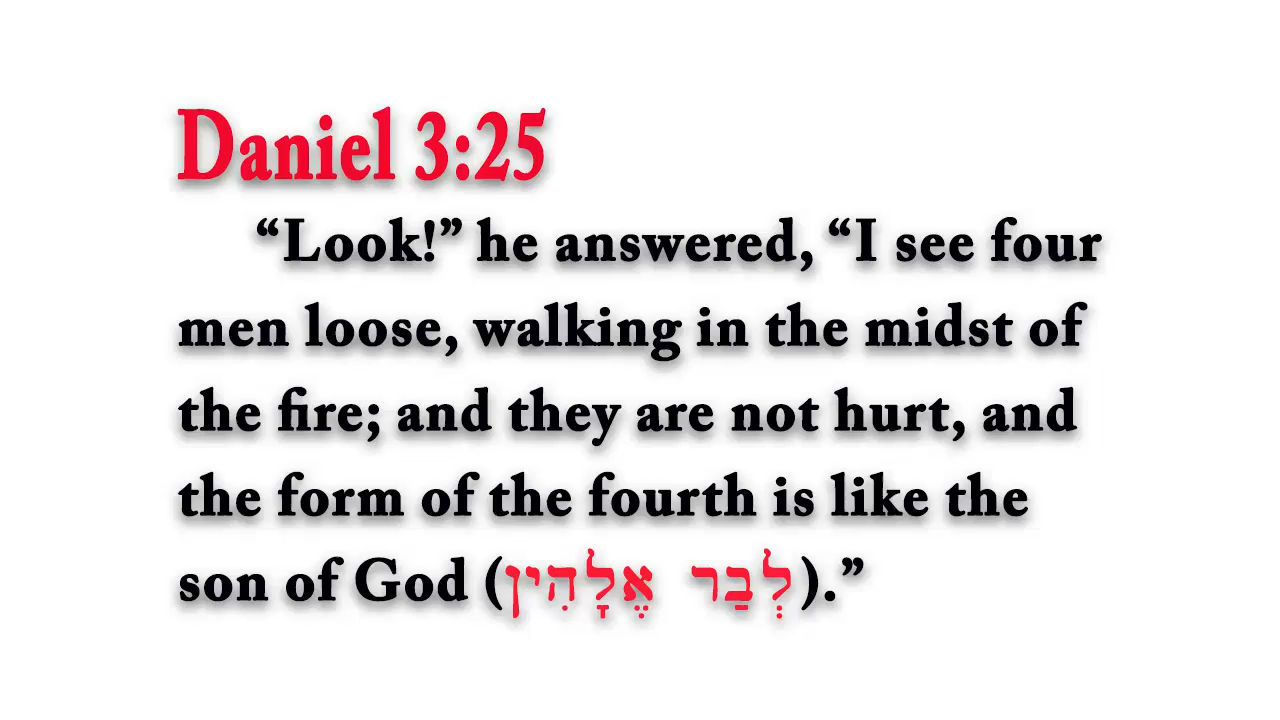 Daniel 3:25
“Look!” he answered, “I see four
men loose, walking in the midst of
the fire; and they are not hurt, and
the form of the fourth is like the
son of God (לְבַר אֱלָהִין).”